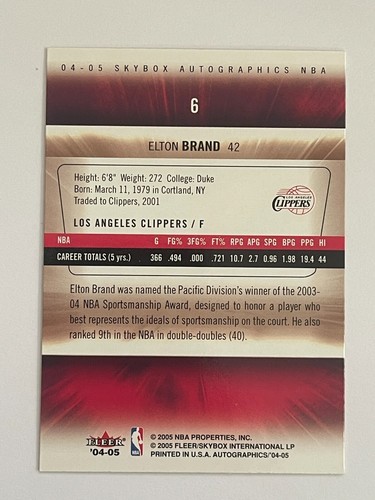 04-05 SKYBOX AUTOGRAPHICS NBA
6
ELTON BRAND 42
Height: 6'8" Weight: 272 College: Duke
Born: March 11, 1979 in Cortland, NY
Traded to Clippers, 2001
LOS ANGELES
CLIPPERS
LOS ANGELES CLIPPERS / F
NBA G FG% 3FG% FT% RPG APG SPG BPG PPG HI
CAREER TOTALS (5 yrs.) 366 .494 .000 .721 10.7 2.7 0.96 1.98 19.4 44
Elton Brand was named the Pacific Division's winner of the 2003-
04 NBA Sportsmanship Award, designed to honor a player who
best represents the ideals of sportsmanship on the court. He also
ranked 9th in the NBA in double-doubles (40).
FLEER
'04-05
NBA
© 2005 NBA PROPERTIES, INC.
© 2005 FLEER/SKYBOX INTERNATIONAL LP
PRINTED IN U.S.A. AUTOGRAPHICS/'04-05